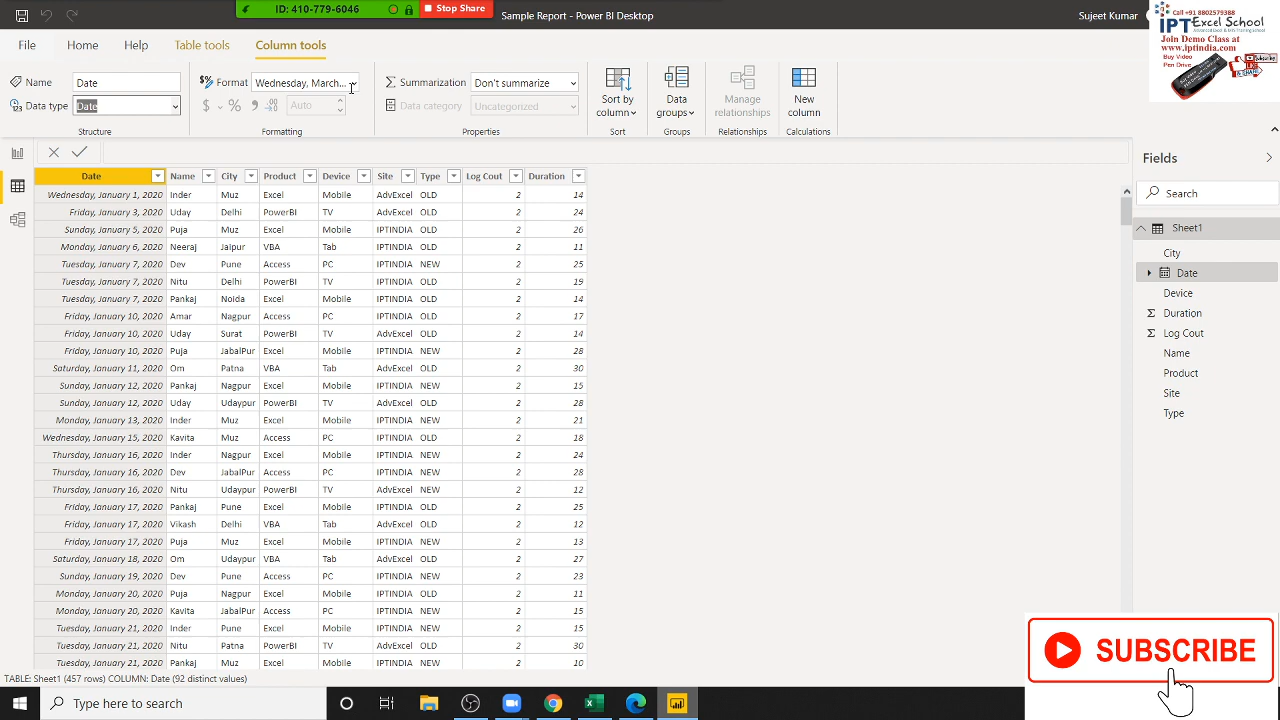 ID: 410-779-6046 Stop Share
Sample Report - Power BI Desktop
Sujeet Kumar
Call +91 8802579388
IPT Excel School
Advanced Excel & MIS Training School
Join Demo Class at
www.iptindia.com
Buy Video
Pen Drive
File Home Help Table tools Column tools
Name Date
Data type Date
Structure
Format Wednesday, March...
$ % Auto
Formatting
Summarization Don't summarize
Data category Uncategorized
Properties
Sort by column
Sort
Data groups
Groups
Manage relationships
Relationships
New column
Calculations
Fields
Search
Sheet1
City
Date
Device
Duration
Log Cout
Name
Product
Site
Type
Date Name City Product Device Site Type Log Cout Duration
Wednesday, January 1, 2020 Inder Muz Excel Mobile AdvExcel OLD 2 14
Friday, January 3, 2020 Uday Delhi PowerBI TV AdvExcel OLD 2 24
Sunday, January 5, 2020 Puja Muz Excel Mobile IPTINDIA OLD 2 26
Monday, January 6, 2020 Neeraj Jaipur VBA Tab IPTINDIA OLD 2 11
Tuesday, January 7, 2020 Dev Pune Access PC IPTINDIA NEW 2 25
Tuesday, January 7, 2020 Nitu Delhi PowerBI TV IPTINDIA OLD 2 19
Tuesday, January 7, 2020 Pankaj Noida Excel Mobile IPTINDIA OLD 2 14
Friday, January 10, 2020 Amar Nagpur Access PC IPTINDIA OLD 2 17
Friday, January 10, 2020 Uday Surat PowerBI TV AdvExcel OLD 2 14
Friday, January 10, 2020 Puja JabalPur Excel Mobile IPTINDIA NEW 2 28
Saturday, January 11, 2020 Om Patna VBA Tab AdvExcel OLD 2 30
Sunday, January 12, 2020 Pankaj Nagpur Excel Mobile IPTINDIA NEW 2 15
Sunday, January 12, 2020 Uday Udaypur PowerBI TV IPTINDIA OLD 2 28
Monday, January 13, 2020 Inder Muz Excel Mobile IPTINDIA OLD 2 21
Wednesday, January 15, 2020 Kavita Muz Access PC IPTINDIA OLD 2 18
Thursday, January 16, 2020 Inder Nagpur Excel Mobile IPTINDIA OLD 2 24
Thursday, January 16, 2020 Dev JabalPur Access PC IPTINDIA NEW 2 28
Thursday, January 16, 2020 Nitu Udaypur PowerBI TV AdvExcel NEW 2 12
Friday, January 17, 2020 Pankaj Pune Excel Mobile IPTINDIA OLD 2 25
Friday, January 17, 2020 Vikash Delhi VBA Tab AdvExcel OLD 2 12
Friday, January 17, 2020 Puja Muz Excel Mobile IPTINDIA NEW 2 13
Saturday, January 18, 2020 Om Udaypur VBA Tab AdvExcel OLD 2 27
Sunday, January 19, 2020 Dev Pune Access PC IPTINDIA NEW 2 23
Monday, January 20, 2020 Puja Nagpur Excel Mobile IPTINDIA OLD 2 11
Monday, January 20, 2020 Kavita JabalPur Access PC IPTINDIA NEW 2 15
Tuesday, January 21, 2020 Inder Pune Excel Mobile IPTINDIA NEW 2 15
Tuesday, January 21, 2020 Nitu Patna PowerBI TV AdvExcel OLD 2 30
Tuesday, January 21, 2020 Pankaj Muz Excel Mobile IPTINDIA NEW 2 10
TABLE: Sheet1 (457 rows) COLUMN: Date (92 distinct values)
SUBSCRIBE
Type here to search